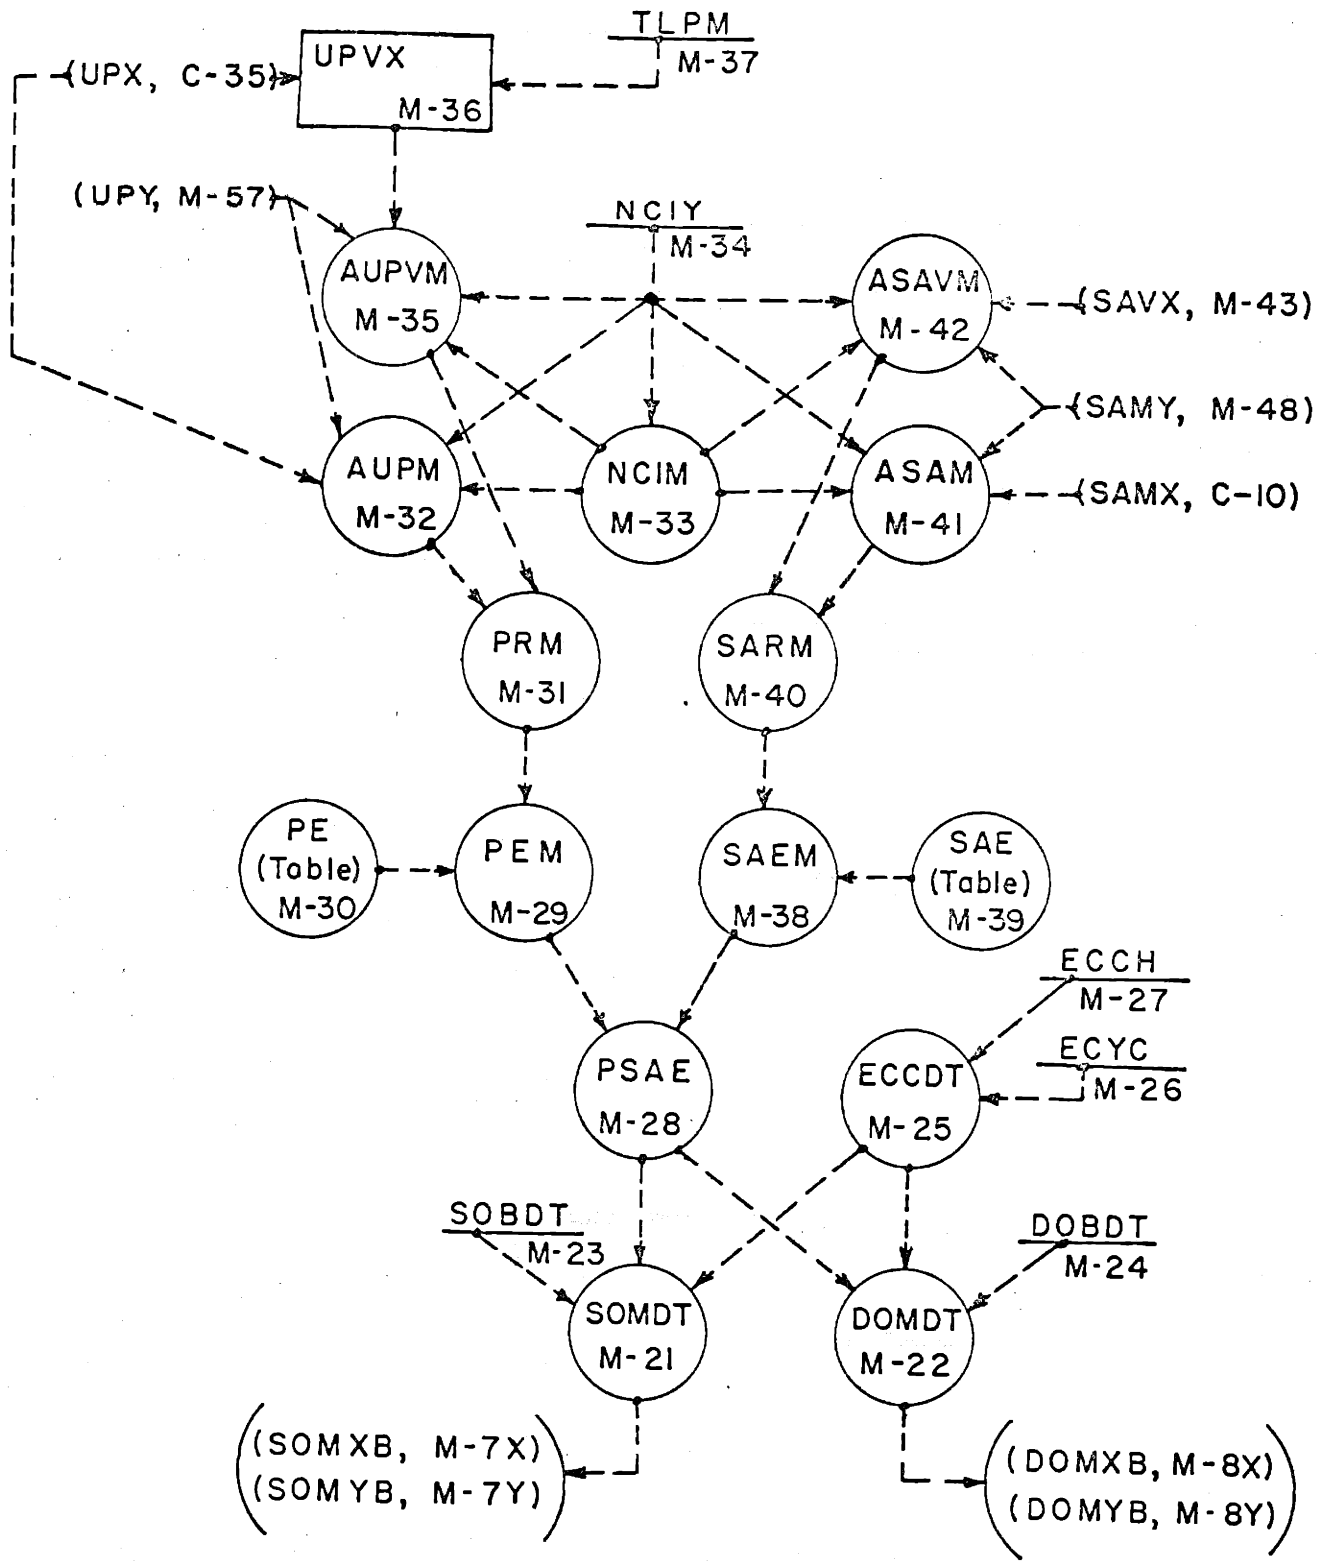 TLPM
M-37
UPVX
M-36
(UPX, C-35)
(UPY, M-57)
NCIY
M-34
AUPVM
M-35
ASAVM
M-42
(SAVX, M-43)
(SAMY, M-48)
AUPM
M-32
NCIM
M-33
ASAM
M-41
(SAMX, C-10)
PRM
M-31
SARM
M-40
PE
(Table)
M-30
PEM
M-29
SAEM
M-38
SAE
(Table)
M-39
ECCH
M-27
ECYC
M-26
PSAE
M-28
ECCDT
M-25
SOBDT
M-23
DOBDT
M-24
SOMDT
M-21
DOMDT
M-22
(SOMXB, M-7X)
(SOMYB, M-7Y)
(DOMXB, M-8X)
(DOMYB, M-8Y)